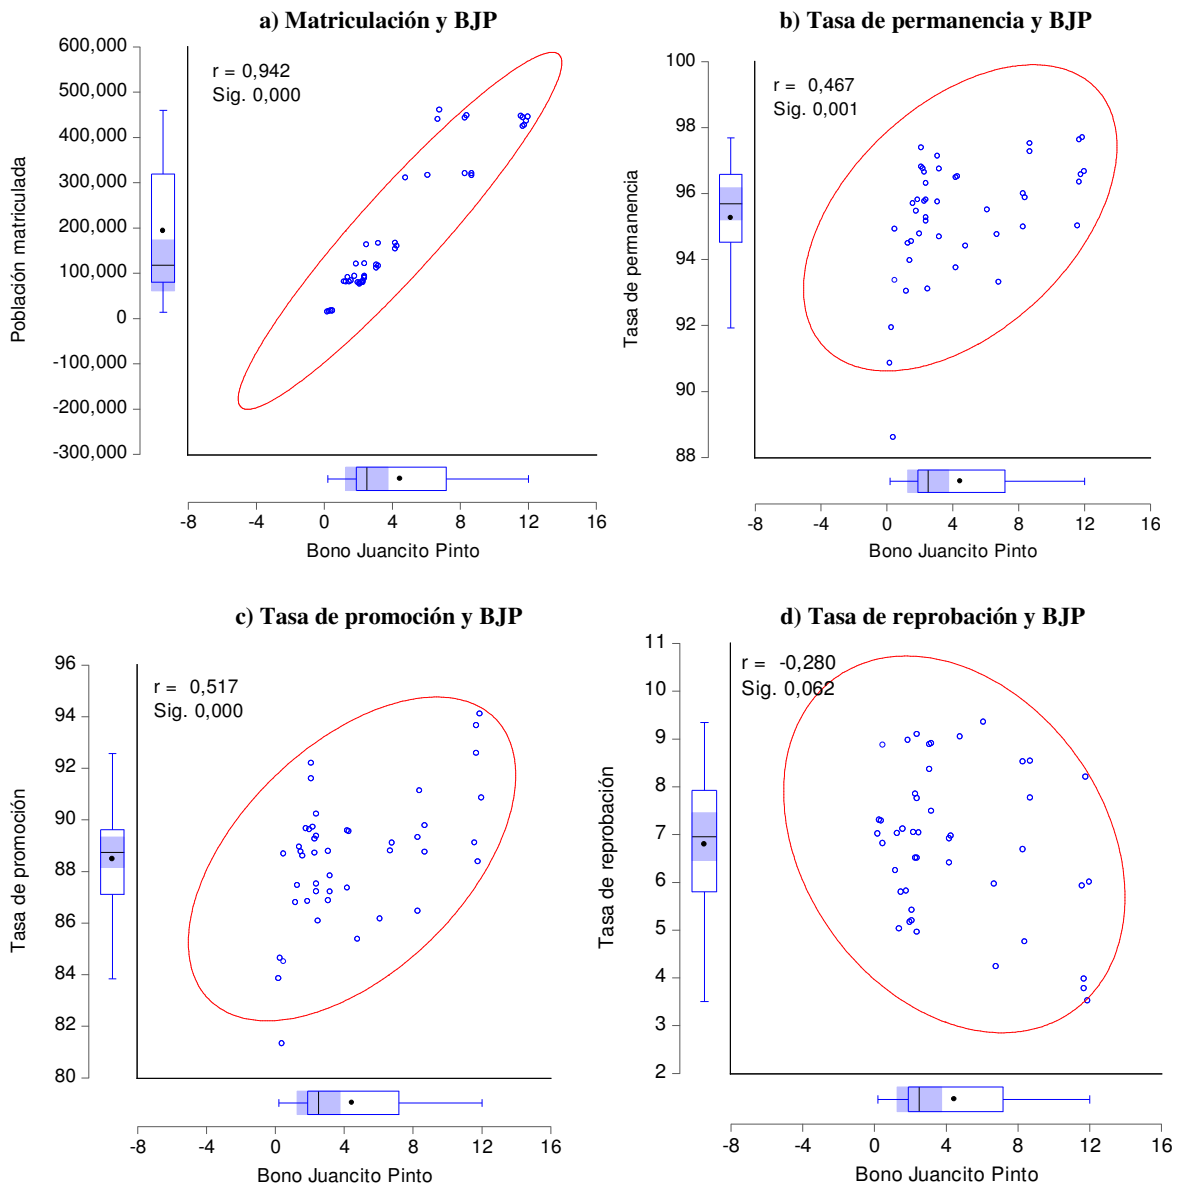 a) Matriculación y BJP
r = 0,942
Sig. 0,000
Población matriculada
600,000
500,000
400,000
300,000
200,000
100,000
0
-100,000
-200,000
-300,000
-8 -4 0 4 8 12 16
Bono Juancito Pinto
b) Tasa de permanencia y BJP
r = 0,467
Sig. 0,001
Tasa de permanencia
100
98
96
94
92
90
88
-8 -4 0 4 8 12 16
Bono Juancito Pinto
c) Tasa de promoción y BJP
r = 0,517
Sig. 0,000
Tasa de promoción
96
94
92
90
88
86
84
82
80
-8 -4 0 4 8 12 16
Bono Juancito Pinto
d) Tasa de reprobación y BJP
r = -0,280
Sig. 0,062
Tasa de reprobación
11
10
9
8
7
6
5
4
3
2
-8 -4 0 4 8 12 16
Bono Juancito Pinto